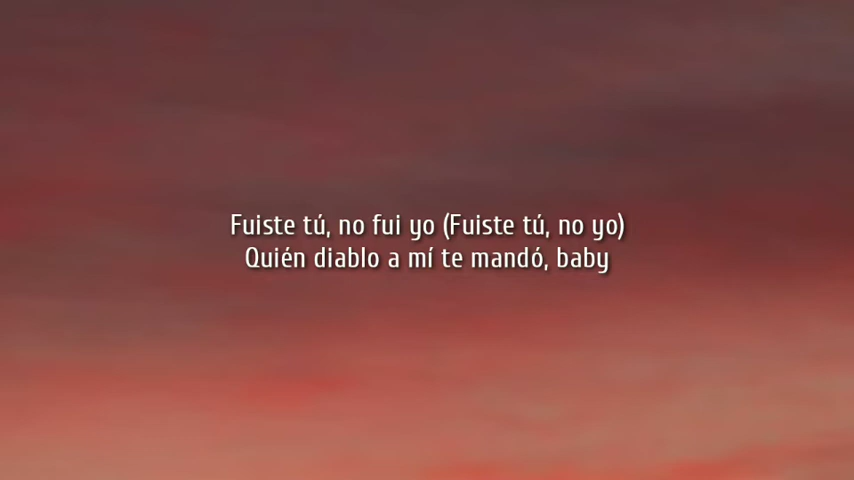 Fuiste tú, no fui yo (Fuiste tú, no yo)
Quién diablo a mí te mandó, baby